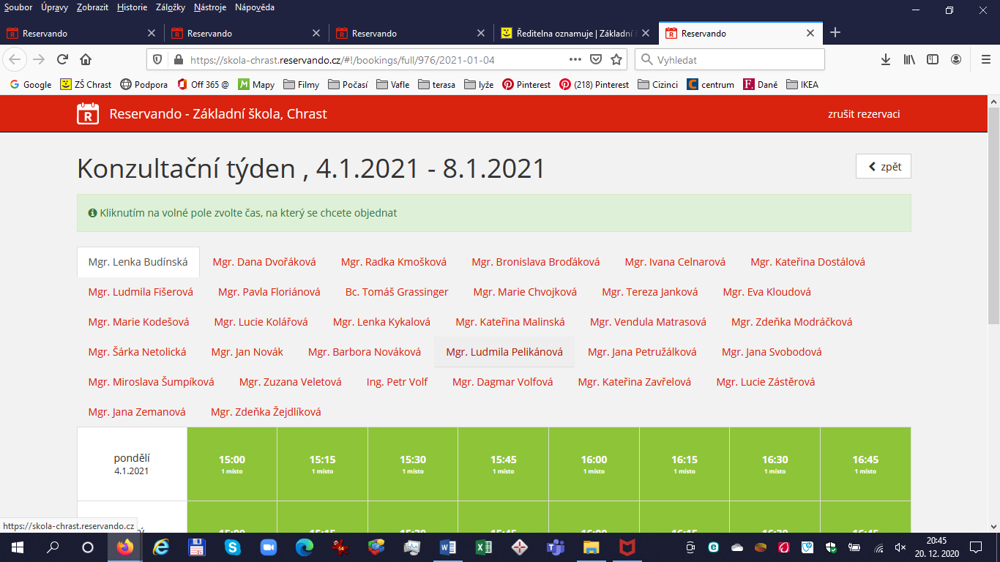 Soubor Úpravy Zobrazit Historie Záložky Nástroje Nápověda
Reservando Reservando Reservando Ředitelna oznamuje | Základní š Reservando
https://skola-chrast.reservando.cz/#!/bookings/full/976/2021-01-04 Vyhledat
Google ZŠ Chrast Podpora Off 365 @ Mapy Filmy Počasí Vafle terasa lyže Pinterest (218) Pinterest Cizinci centrum Daně IKEA
Reservando - Základní škola, Chrast zrušit rezervaci
Konzultační týden , 4.1.2021 - 8.1.2021 zpět
Kliknutím na volné pole zvolte čas, na který se chcete objednat
Mgr. Lenka Budínská Mgr. Dana Dvořáková Mgr. Radka Kmošková Mgr. Bronislava Broďáková Mgr. Ivana Celnarová Mgr. Kateřina Dostálová
Mgr. Ludmila Fišerová Mgr. Pavla Floriánová Bc. Tomáš Grassinger Mgr. Marie Chvojková Mgr. Tereza Janková Mgr. Eva Kloudová
Mgr. Marie Kodešová Mgr. Lucie Kolářová Mgr. Lenka Kykalová Mgr. Kateřina Malinská Mgr. Vendula Matrasová Mgr. Zdeňka Modráčková
Mgr. Šárka Netolická Mgr. Jan Novák Mgr. Barbora Nováková Mgr. Ludmila Pelikánová Mgr. Jana Petružálková Mgr. Jana Svobodová
Mgr. Miroslava Šumpíková Mgr. Zuzana Veletová Ing. Petr Volf Mgr. Dagmar Volfová Mgr. Kateřina Zavřelová Mgr. Lucie Zástěrová
Mgr. Jana Zemanová Mgr. Zdeňka Žejdlíková
pondělí 15:00 15:15 15:30 15:45 16:00 16:15 16:30 16:45
4.1.2021 1 místo 1 místo 1 místo 1 místo 1 místo 1 místo 1 místo 1 místo
https://skola-chrast.reservando.cz
15:00 15:15 15:30 15:45 16:00 16:15 16:30 16:45
20:45
20. 12. 2020